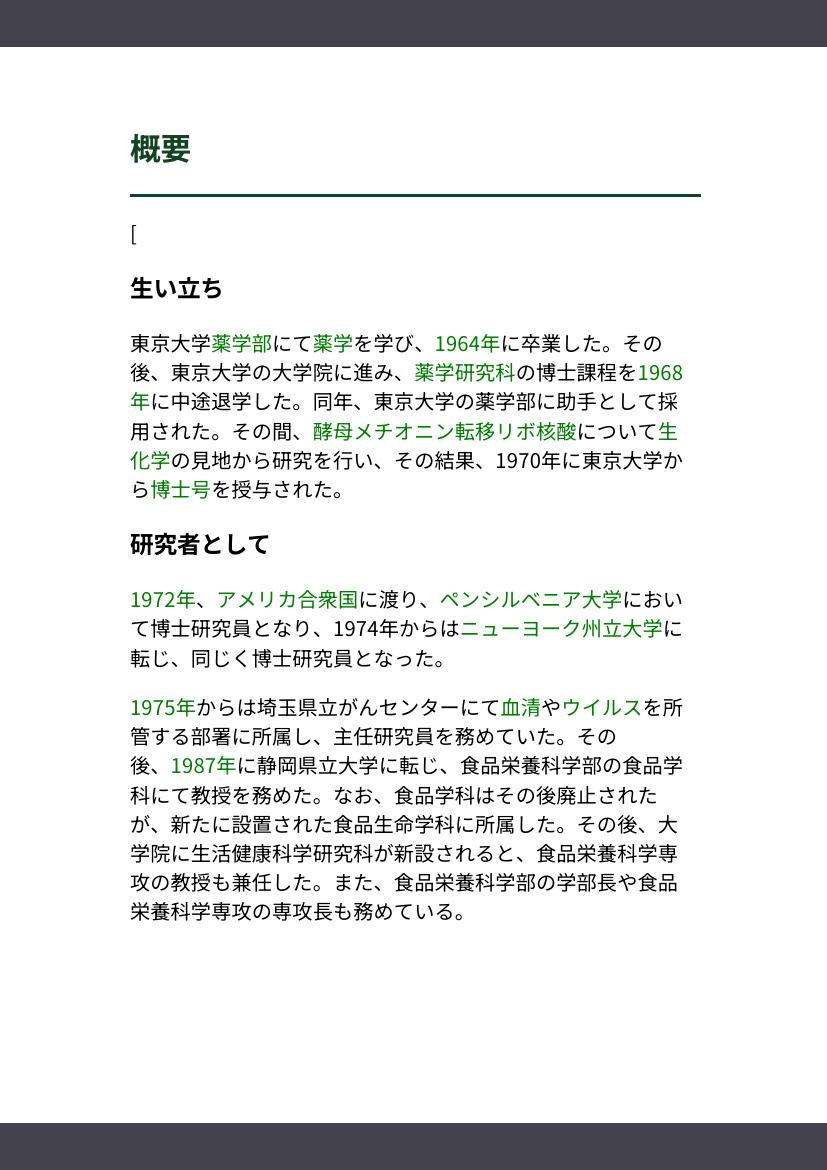 概要
[
生い立ち
東京大学薬学部にて薬学を学び、1964年に卒業した。その
後、東京大学の大学院に進み、薬学研究科の博士課程を1968
年に中途退学した。同年、東京大学の薬学部に助手として採
用された。その間、酵母メチオニン転移リボ核酸について生
化学の見地から研究を行い、その結果、1970年に東京大学か
ら博士号を授与された。
研究者として
1972年、アメリカ合衆国に渡り、ペンシルベニア大学におい
て博士研究員となり、1974年からはニューヨーク州立大学に
転じ、同じく博士研究員となった。
1975年からは埼玉県立がんセンターにて血清やウイルスを所
管する部署に所属し、主任研究員を務めていた。その
後、1987年に静岡県立大学に転じ、食品栄養科学部の食品学
科にて教授を務めた。なお、食品学科はその後廃止された
が、新たに設置された食品生命学科に所属した。その後、大
学院に生活健康科学研究科が新設されると、食品栄養科学専
攻の教授も兼任した。また、食品栄養科学部の学部長や食品
栄養科学専攻の専攻長も務めている。